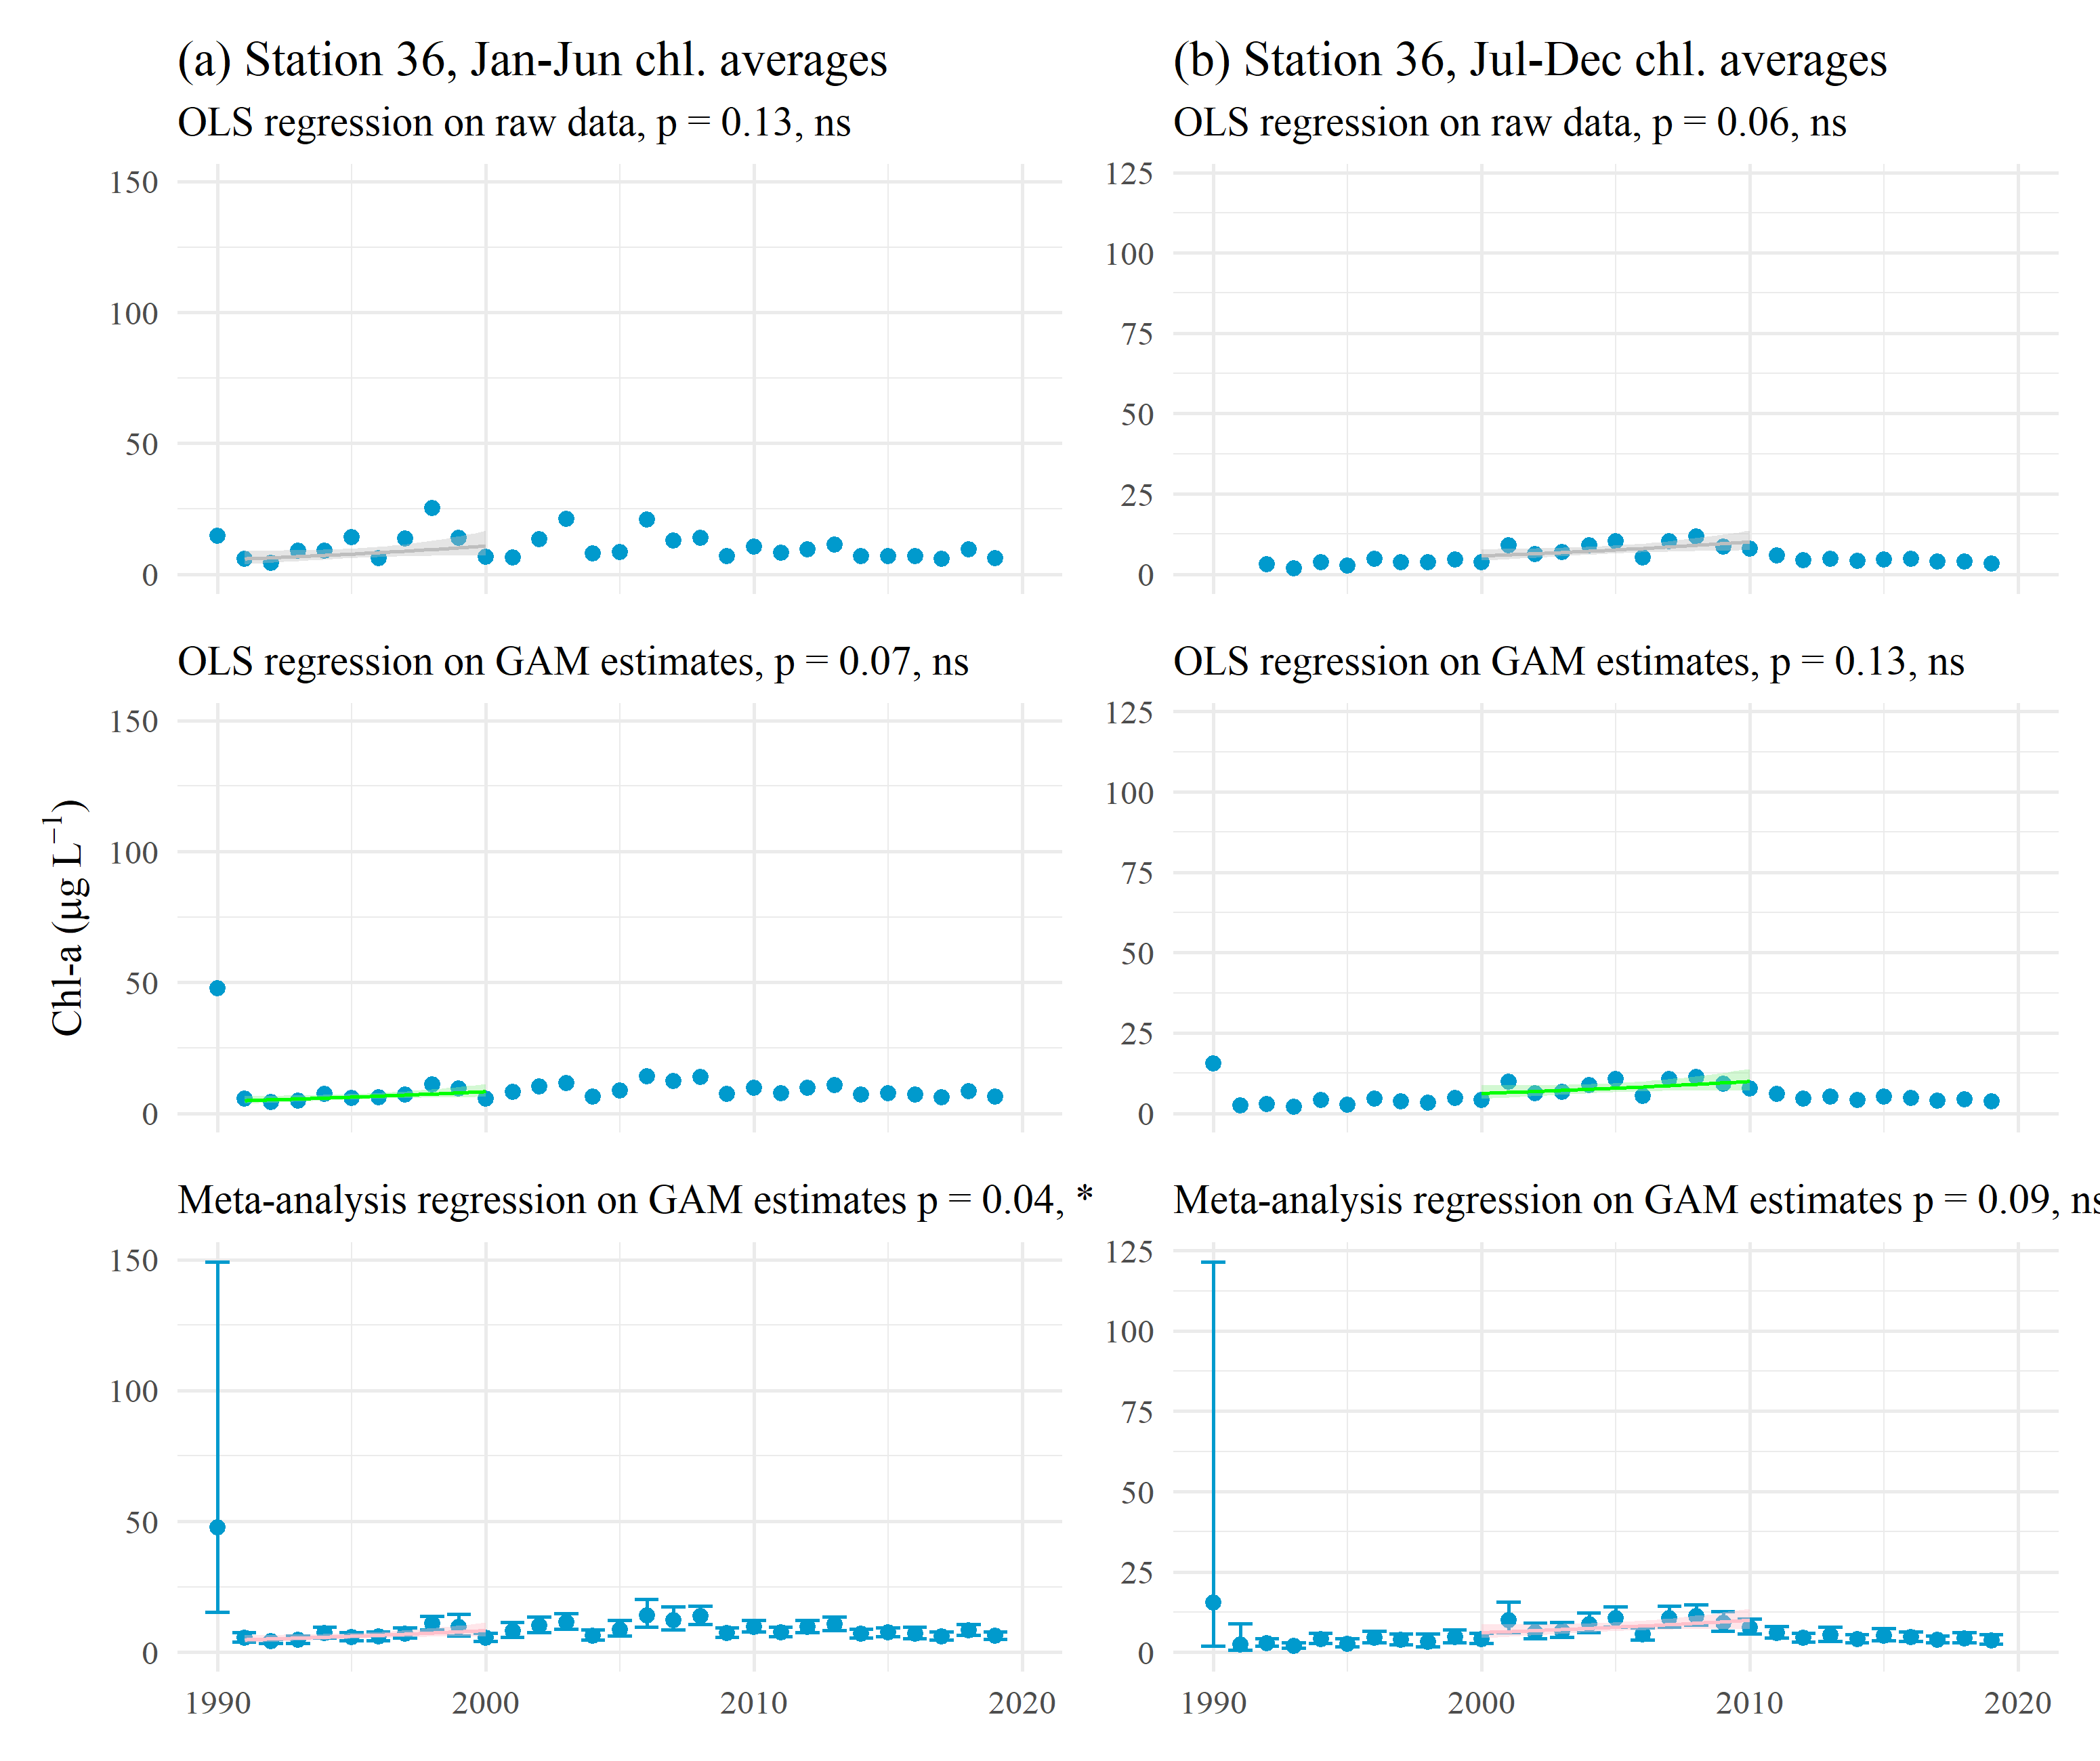 (a) Station 36, Jan-Jun chl. averages
OLS regression on raw data, p = 0.13, ns
150
100
50
0
(b) Station 36, Jul-Dec chl. averages
OLS regression on raw data, p = 0.06, ns
125
100
75
50
25
0
Chl-a (μg L⁻¹)
OLS regression on GAM estimates, p = 0.07, ns
150
100
50
0
OLS regression on GAM estimates, p = 0.13, ns
125
100
75
50
25
0
Meta-analysis regression on GAM estimates p = 0.04, *
150
100
50
0
1990 2000 2010 2020
Meta-analysis regression on GAM estimates p = 0.09, ns
125
100
75
50
25
0
1990 2000 2010 2020